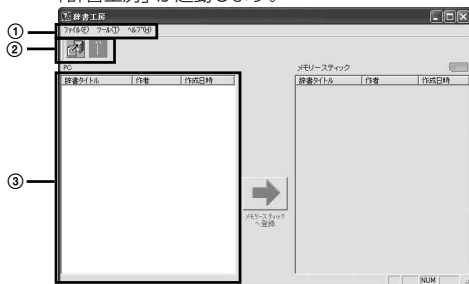 「辞書工房」が起動します。
辞書工房
① ファイル(F) ツール(T) ヘルプ(H)
②
PC メモリースティック
辞書タイトル 作者 作成日時 辞書タイトル 作者 作成日時
③
メモリースティック
へ登録
NUM